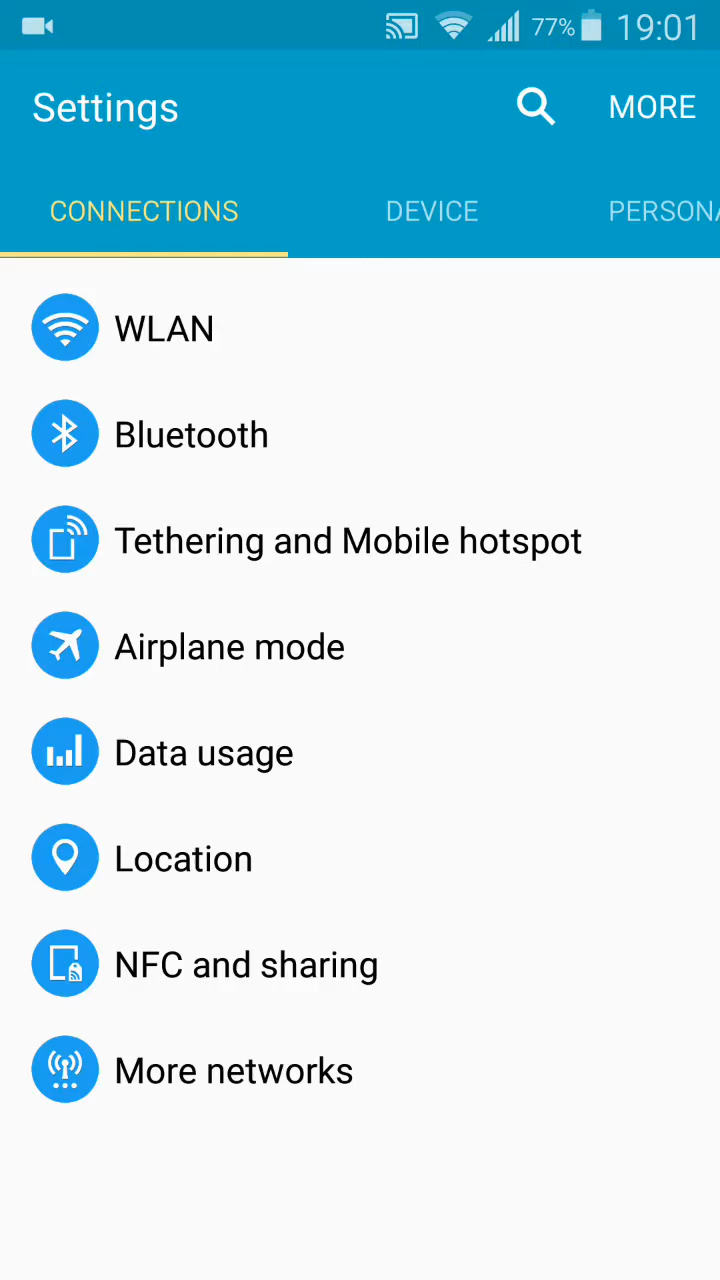 77% 19:01
Settings MORE
CONNECTIONS DEVICE PERSONA
WLAN
Bluetooth
Tethering and Mobile hotspot
Airplane mode
Data usage
Location
NFC and sharing
More networks